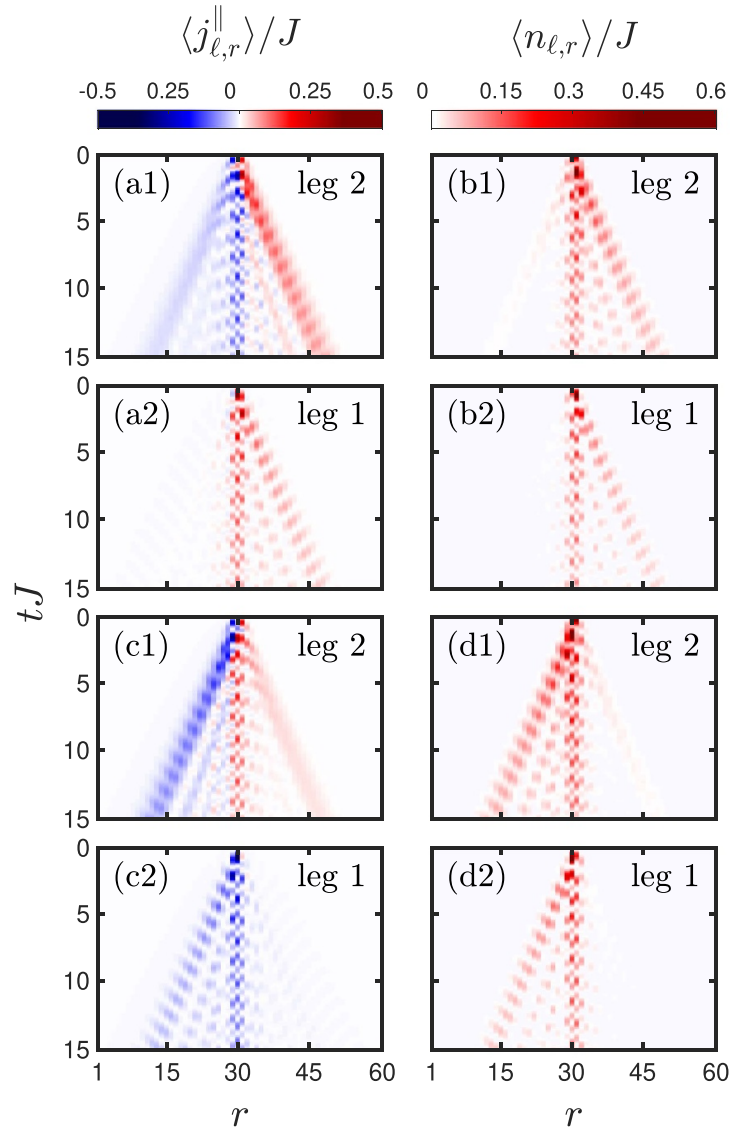 ⟨j^∥_{ℓ,r}⟩/J ⟨n_{ℓ,r}⟩/J
-0.5 0.25 0 0.25 0.5 0 0.15 0.3 0.45 0.6
0 (a1) leg 2 (b1) leg 2
5
10
15
0 (a2) leg 1 (b2) leg 1
5
10
15
tJ
0 (c1) leg 2 (d1) leg 2
5
10
15
0 (c2) leg 1 (d2) leg 1
5
10
15
1 15 30 45 60 1 15 30 45 60
r r